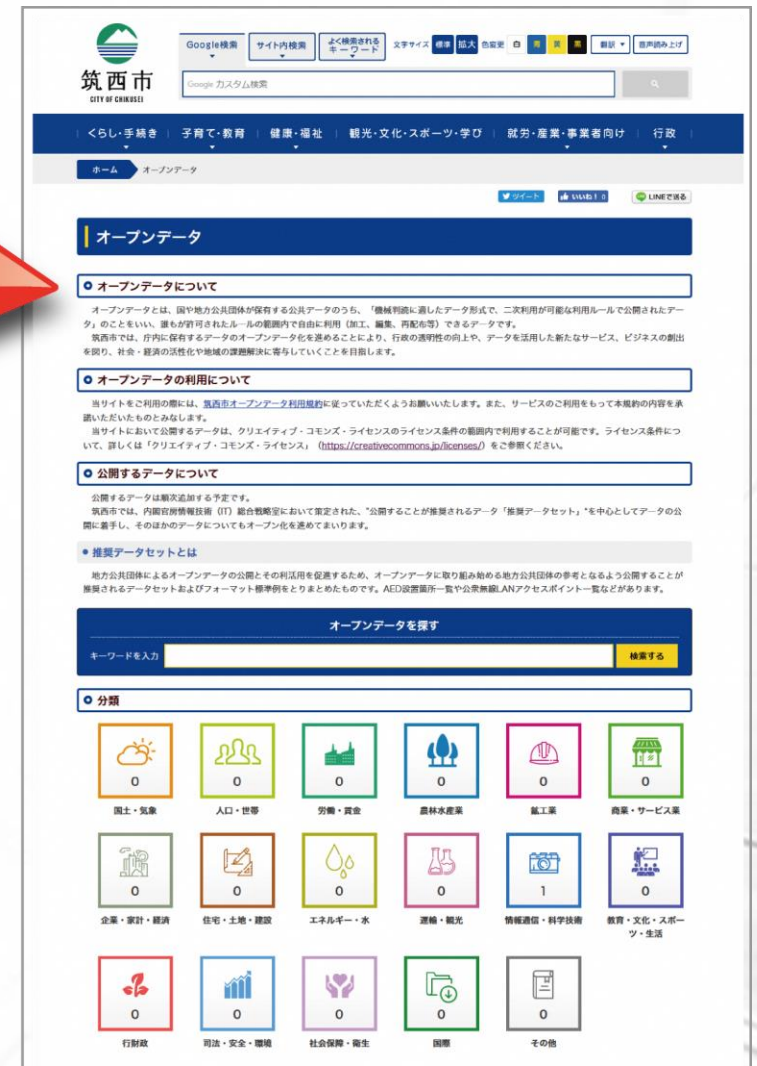 Google検索
サイト内検索
よく検索される
キーワード
文字サイズ 標準 拡大 色変更 白 青 黄 黒 翻訳 ▼ 音声読み上げ
筑西市
CITY OF CHIKUSEI
Google カスタム検索
くらし・手続き 子育て・教育 健康・福祉 観光・文化・スポーツ・学び 就労・産業・事業者向け 行政
ホーム オープンデータ
ツイート いいね！ 0 LINEで送る
オープンデータ
オープンデータについて
オープンデータとは、国や地方公共団体が保有する公共データのうち、「機械判読に適したデータ形式で、二次利用が可能な利用ルールで公開されたデー
タ」のことをいい、誰もが許可されたルールの範囲内で自由に利用（加工、編集、再配布等）できるデータです。
筑西市では、庁内に保有するデータのオープンデータ化を進めることにより、行政の透明性の向上や、データを活用した新たなサービス、ビジネスの創出
を図り、社会・経済の活性化や地域の課題解決に寄与していくことを目指します。
オープンデータの利用について
当サイトをご利用の際には、筑西市オープンデータ利用規約に従っていただくようお願いいたします。また、サービスのご利用をもって本規約の内容を承
諾いただいたものとみなします。
当サイトにおいて公開するデータは、クリエイティブ・コモンズ・ライセンスのライセンス条件の範囲内で利用することが可能です。ライセンス条件につ
いて、詳しくは「クリエイティブ・コモンズ・ライセンス」（https://creativecommons.jp/licenses/）をご参照ください。
公開するデータについて
公開するデータは順次追加する予定です。
筑西市では、内閣官房情報技術（IT）総合戦略室において策定された、"公開することが推奨されるデータ「推奨データセット」"を中心としてデータの公
開に着手し、そのほかのデータについてもオープン化を進めてまいります。
推奨データセットとは
地方公共団体によるオープンデータの公開とその利活用を促進するため、オープンデータに取り組み始める地方公共団体の参考となるよう公開することが
推奨されるデータセットおよびフォーマット標準例をとりまとめたものです。AED設置箇所一覧や公衆無線LANアクセスポイント一覧などがあります。
オープンデータを探す
キーワードを入力 検索する
分類
0 0 0 0 0 0
国土・気象 人口・世帯 労働・賃金 農林水産業 鉱工業 商業・サービス業
0 0 0 0 1 0
企業・家計・経済 住宅・土地・建設 エネルギー・水 運輸・観光 情報通信・科学技術 教育・文化・スポー
ツ・生活
0 0 0 0 0
行財政 司法・安全・環境 社会保障・衛生 国際 その他